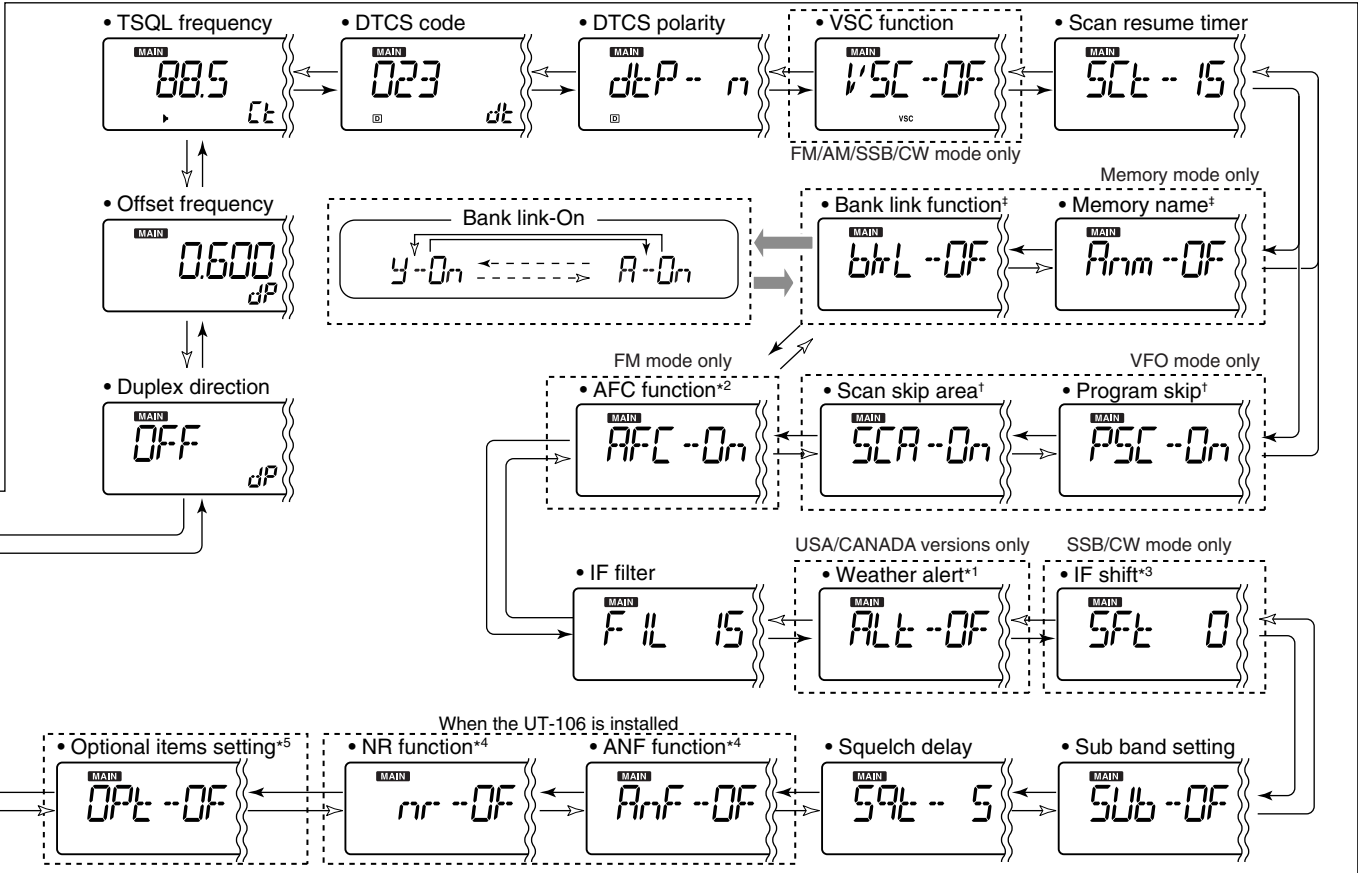 • TSQL frequency
MAIN
88.5
Ct
• DTCS code
MAIN
023
D
dt
• DTCS polarity
MAIN
dtP- n
D
• VSC function
MAIN
VSC -OF
VSC
FM/AM/SSB/CW mode only
• Scan resume timer
MAIN
SCt - 15
• Offset frequency
MAIN
0.600
dP
Bank link-On
y-On
A-On
Memory mode only
• Bank link function‡
MAIN
bkL -OF
• Memory name‡
MAIN
Anm -OF
• Duplex direction
MAIN
OFF
dP
FM mode only
• AFC function*2
MAIN
AFC -On
VFO mode only
• Scan skip area†
MAIN
SCA -On
• Program skip†
MAIN
PSC -On
• IF filter
MAIN
FIL 15
USA/CANADA versions only
• Weather alert*1
MAIN
ALt -OF
SSB/CW mode only
• IF shift*3
MAIN
SFt 0
• Optional items setting*5
MAIN
OPt -OF
When the UT-106 is installed
• NR function*4
MAIN
nr -OF
• ANF function*4
MAIN
AnF -OF
• Squelch delay
MAIN
Sqt - S
• Sub band setting
MAIN
SUb -OF